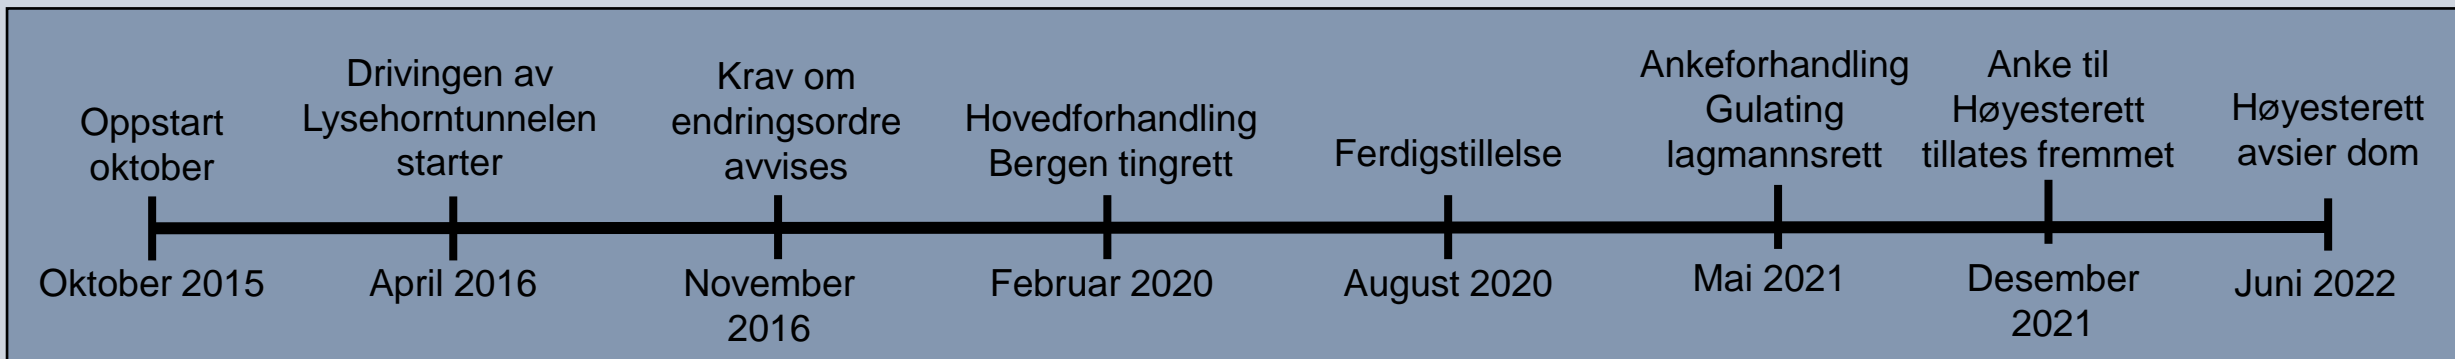 Oppstart
oktober
Drivingen av
Lysehorntunnelen
starter
Krav om
endringsordre
avvises
Hovedforhandling
Bergen tingrett
Ferdigstillelse
Ankeforhandling
Gulating
lagmannsrett
Anke til
Høyesterett
tillates fremmet
Høyesterett
avsier dom
Oktober 2015
April 2016
November
2016
Februar 2020
August 2020
Mai 2021
Desember
2021
Juni 2022